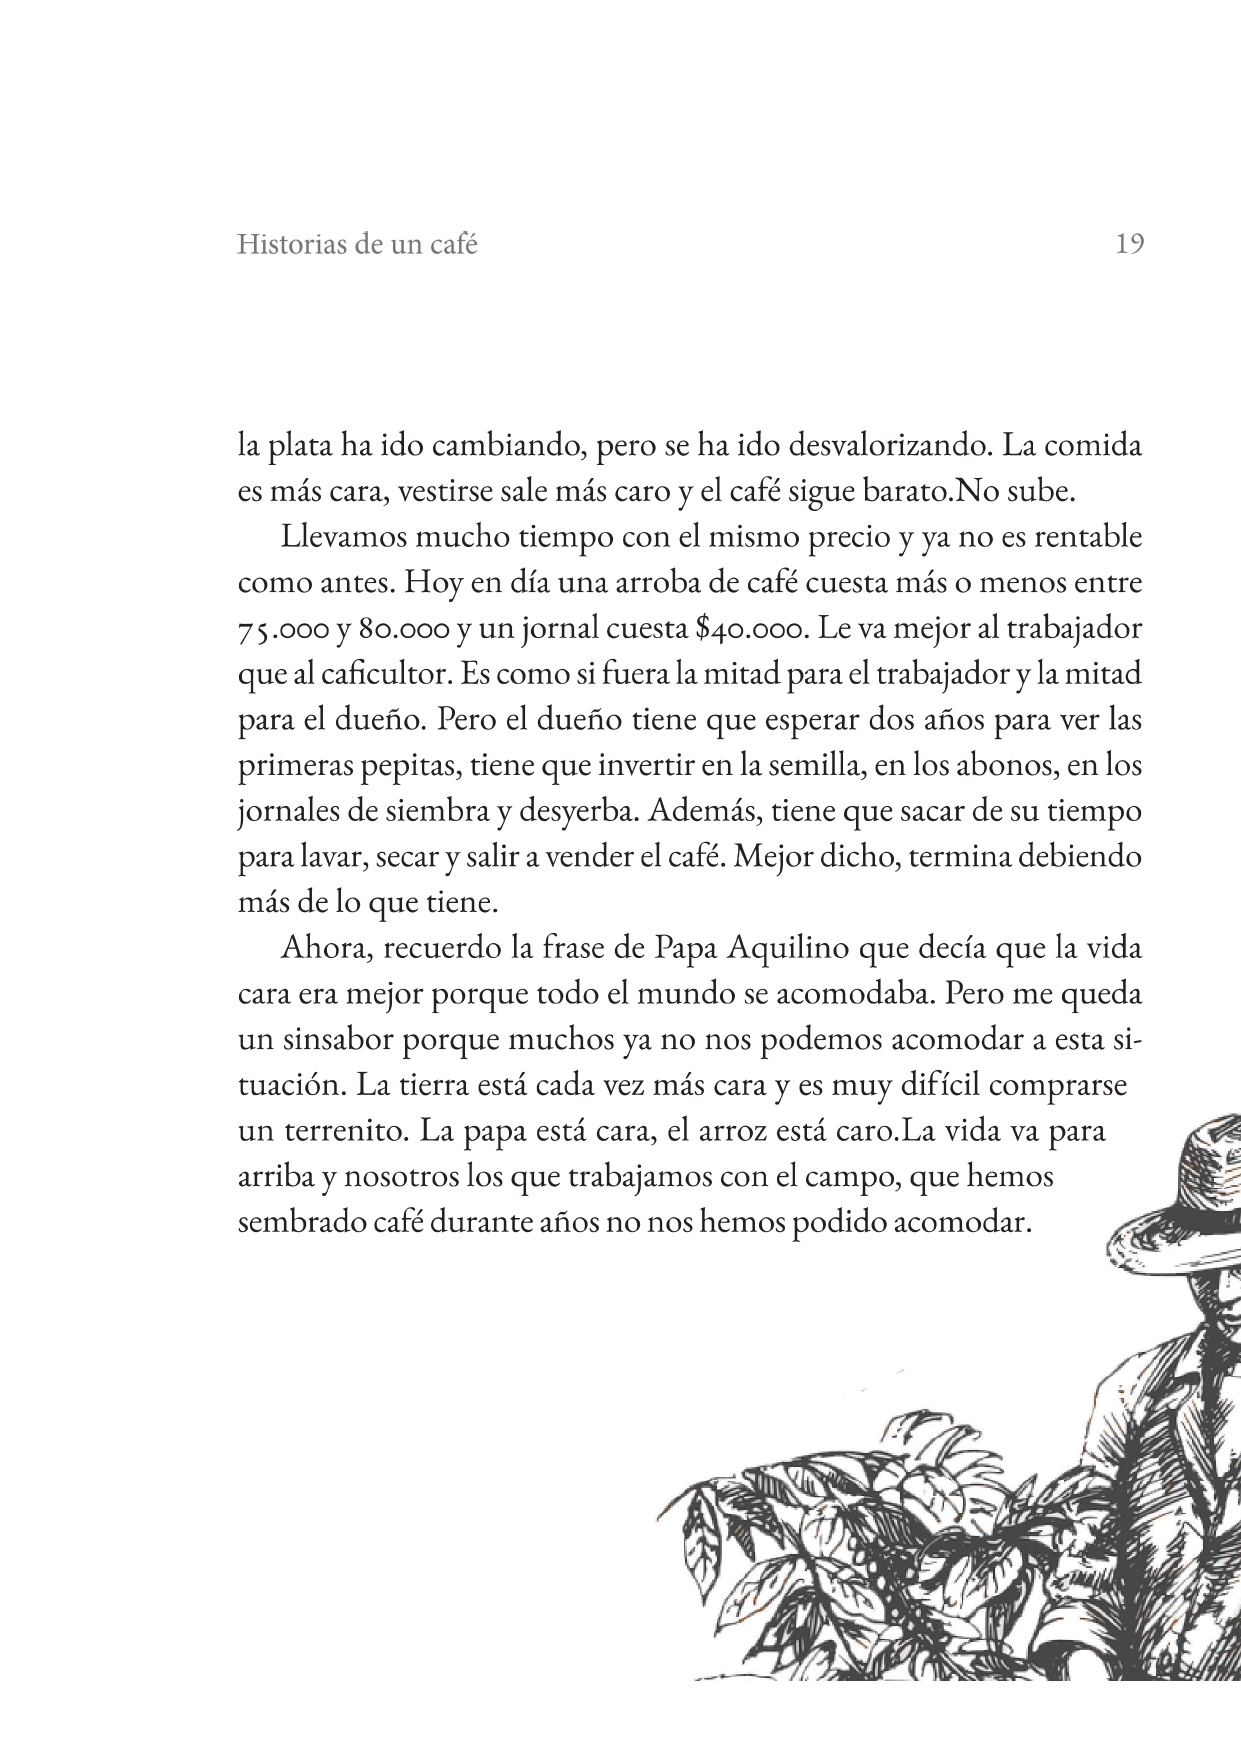 Historias de un café 19
la plata ha ido cambiando, pero se ha ido desvalorizando. La comida
es más cara, vestirse sale más caro y el café sigue barato.No sube.
Llevamos mucho tiempo con el mismo precio y ya no es rentable
como antes. Hoy en día una arroba de café cuesta más o menos entre
75.000 y 80.000 y un jornal cuesta $40.000. Le va mejor al trabajador
que al caficultor. Es como si fuera la mitad para el trabajador y la mitad
para el dueño. Pero el dueño tiene que esperar dos años para ver las
primeras pepitas, tiene que invertir en la semilla, en los abonos, en los
jornales de siembra y desyerba. Además, tiene que sacar de su tiempo
para lavar, secar y salir a vender el café. Mejor dicho, termina debiendo
más de lo que tiene.
Ahora, recuerdo la frase de Papa Aquilino que decía que la vida
cara era mejor porque todo el mundo se acomodaba. Pero me queda
un sinsabor porque muchos ya no nos podemos acomodar a esta si-
tuación. La tierra está cada vez más cara y es muy difícil comprarse
un terrenito. La papa está cara, el arroz está caro.La vida va para
arriba y nosotros los que trabajamos con el campo, que hemos
sembrado café durante años no nos hemos podido acomodar.